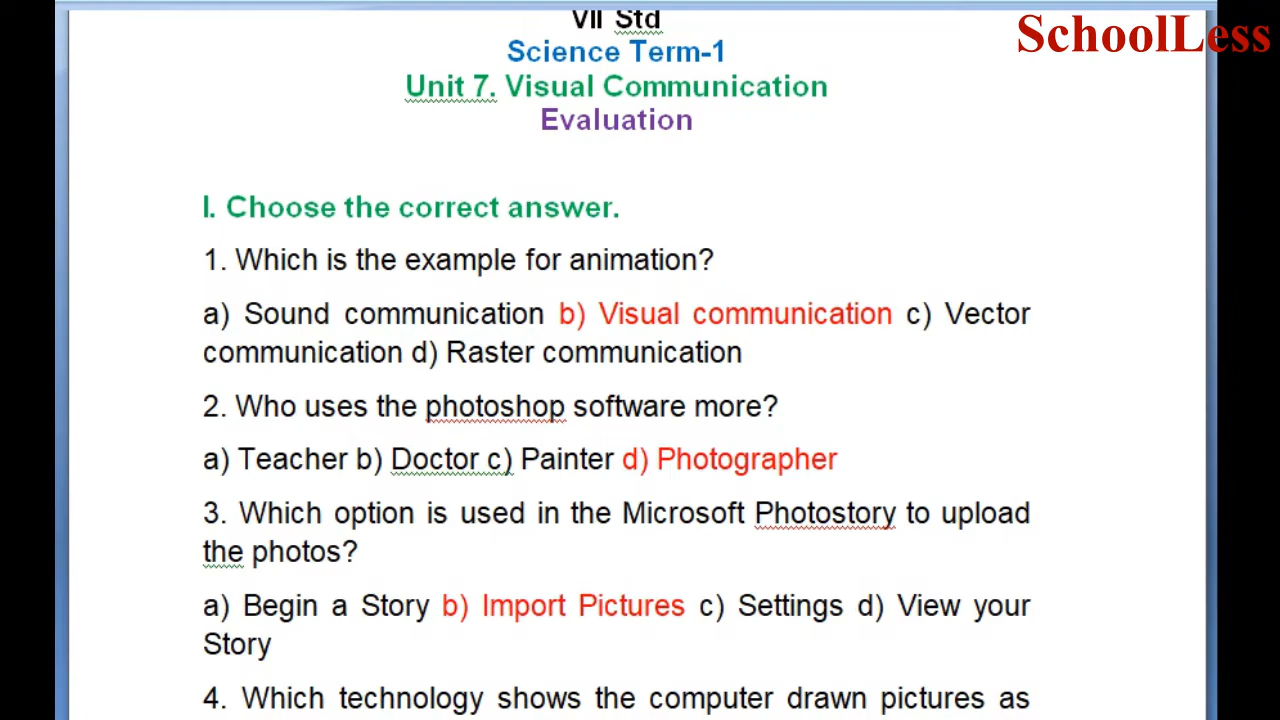 VII Std
SchoolLess
Science Term-1
Unit 7. Visual Communication
Evaluation
I. Choose the correct answer.
1. Which is the example for animation?
a) Sound communication b) Visual communication c) Vector
communication d) Raster communication
2. Who uses the photoshop software more?
a) Teacher b) Doctor c) Painter d) Photographer
3. Which option is used in the Microsoft Photostory to upload
the photos?
a) Begin a Story b) Import Pictures c) Settings d) View your
Story
4. Which technology shows the computer drawn pictures as